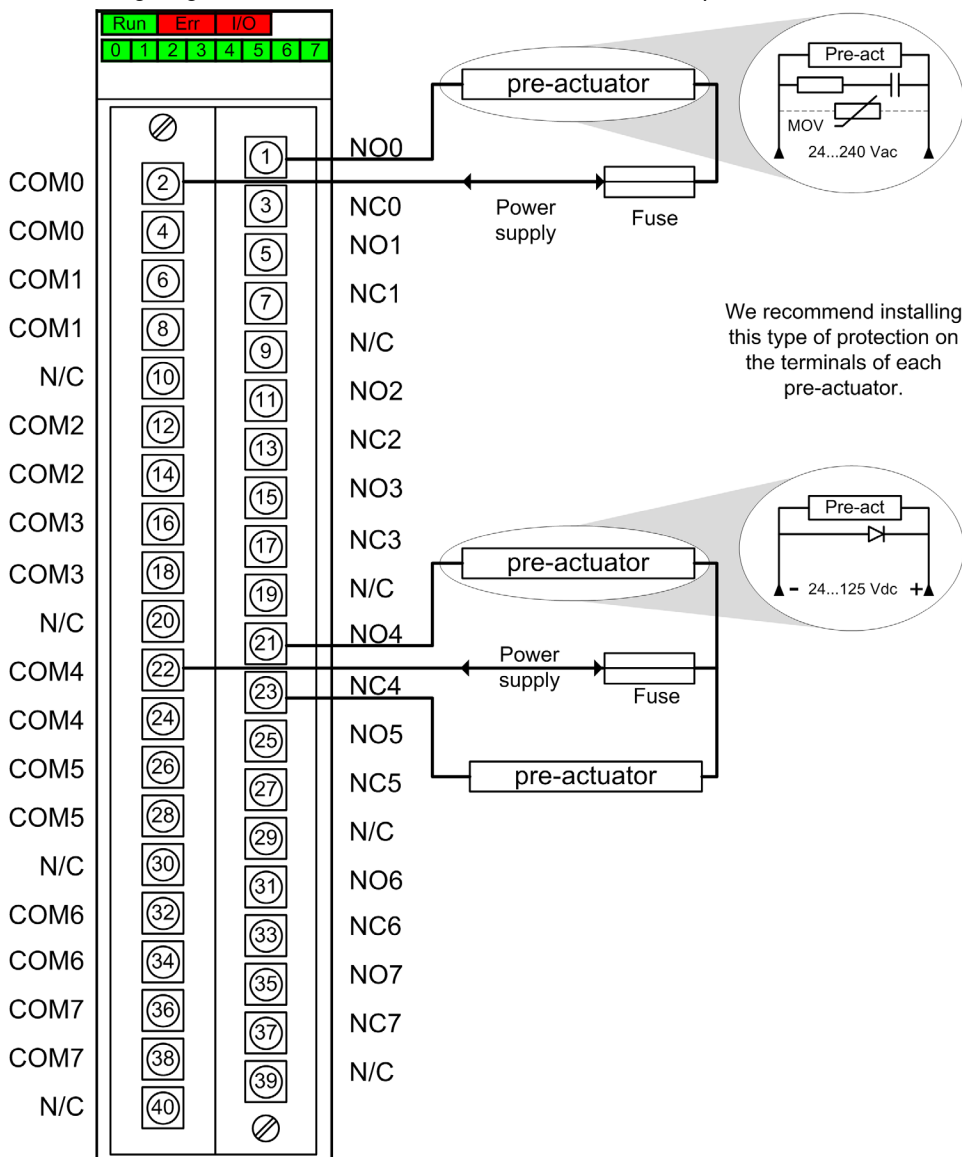 Run Err I/O
0 1 2 3 4 5 6 7
pre-actuator
Pre-act
MOV
24...240 Vac
1 NO0
COM0 2
3 NC0
Power
supply
Fuse
COM0 4
5 NO1
COM1 6
7 NC1
COM1 8
9 N/C
N/C 10
11 NO2
COM2 12
13 NC2
COM2 14
15 NO3
COM3 16
17 NC3
COM3 18
19 N/C
N/C 20
21 NO4
COM4 22
23 NC4
COM4 24
25 NO5
COM5 26
27 NC5
COM5 28
29 N/C
N/C 30
31 NO6
COM6 32
33 NC6
COM6 34
35 NO7
COM7 36
37 NC7
COM7 38
39 N/C
N/C 40
We recommend installing
this type of protection on
the terminals of each
pre-actuator.
pre-actuator
Pre-act
- 24...125 Vdc +
Power
supply
Fuse
pre-actuator